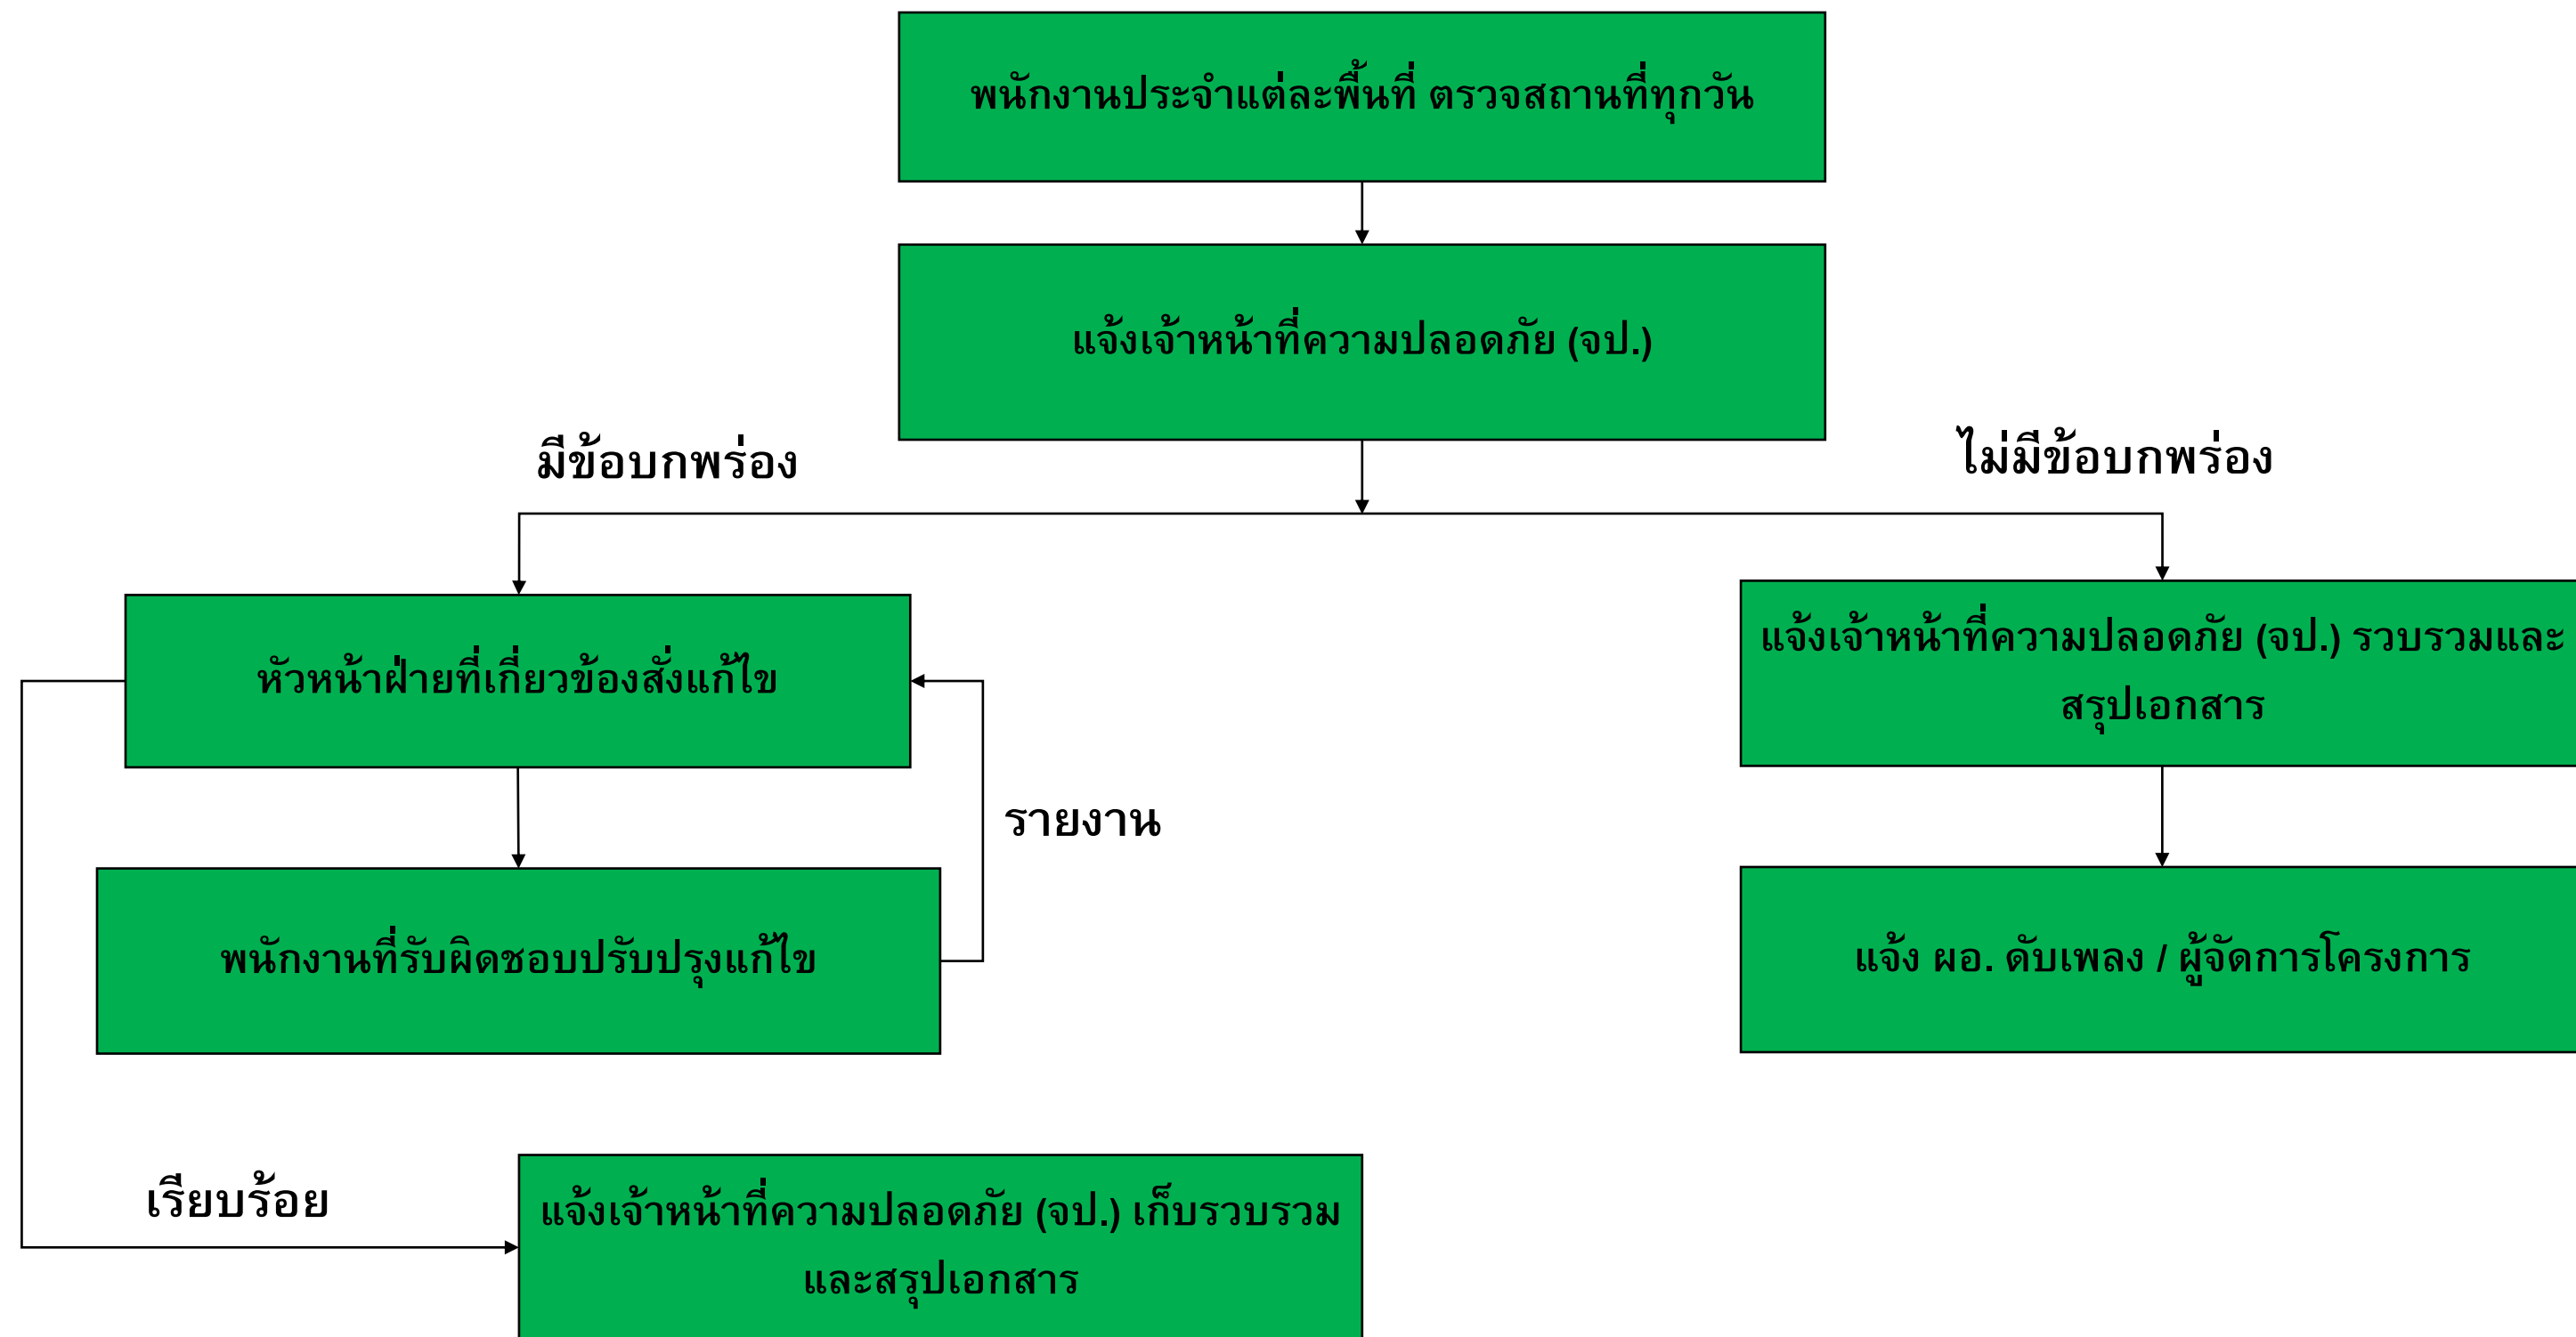 พนักงานประจำแต่ละพื้นที่ ตรวจสถานที่ทุกวัน
แจ้งเจ้าหน้าที่ความปลอดภัย (จป.)
มีข้อบกพร่อง
ไม่มีข้อบกพร่อง
หัวหน้าฝ่ายที่เกี่ยวข้องสั่งแก้ไข
แจ้งเจ้าหน้าที่ความปลอดภัย (จป.) รวบรวมและ
สรุปเอกสาร
รายงาน
พนักงานที่รับผิดชอบปรับปรุงแก้ไข
แจ้ง ผอ. ดับเพลง / ผู้จัดการโครงการ
เรียบร้อย
แจ้งเจ้าหน้าที่ความปลอดภัย (จป.) เก็บรวบรวม
และสรุปเอกสาร